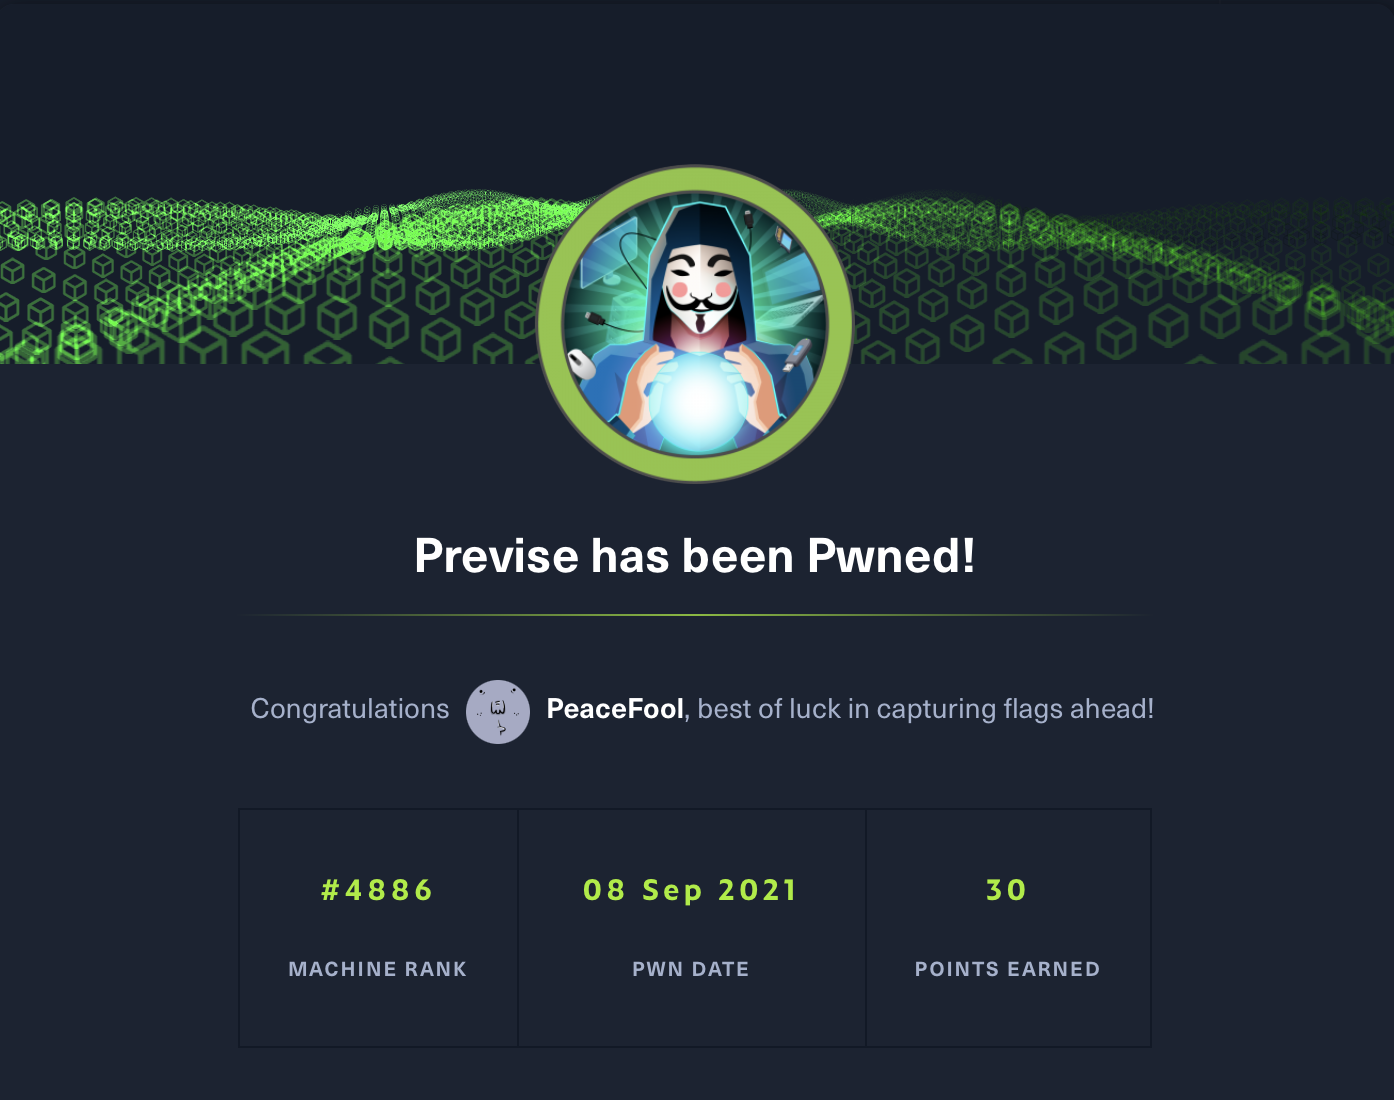 Previse has been Pwned!
Congratulations PeaceFool, best of luck in capturing flags ahead!
#4886 08 Sep 2021 30
MACHINE RANK PWN DATE POINTS EARNED